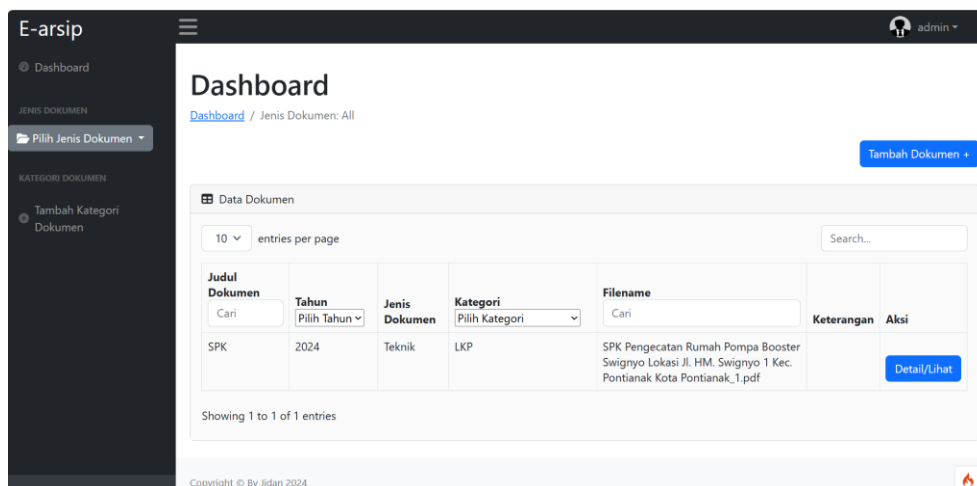 E-arsip
admin
Dashboard
JENIS DOKUMEN
Pilih Jenis Dokumen
KATEGORI DOKUMEN
Tambah Kategori
Dokumen
Dashboard
Dashboard / Jenis Dokumen: All
Tambah Dokumen +
Data Dokumen
10 entries per page
Search...
Judul
Dokumen
Cari
Tahun
Pilih Tahun
Jenis
Dokumen
Kategori
Pilih Kategori
Filename
Cari
Keterangan
Aksi
SPK
2024
Teknik
LKP
SPK Pengecatan Rumah Pompa Booster
Swignyo Lokasi Jl. HM. Swignyo 1 Kec.
Pontianak Kota Pontianak_1.pdf
Detail/Lihat
Showing 1 to 1 of 1 entries
Copyright © By Jidan 2024